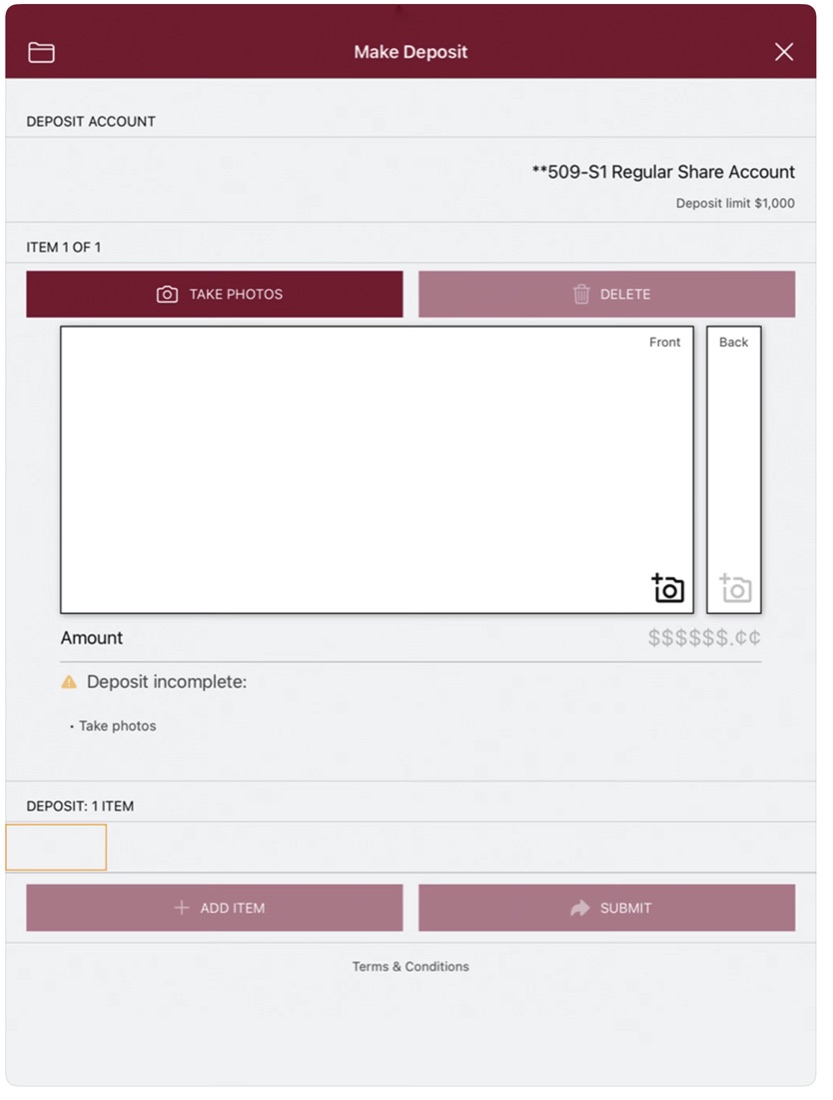 Make Deposit
DEPOSIT ACCOUNT
**509-S1 Regular Share Account
Deposit limit $1,000
ITEM 1 OF 1
TAKE PHOTOS
DELETE
Front
Back
Amount
$$$$$$.¢¢
Deposit incomplete:
• Take photos
DEPOSIT: 1 ITEM
ADD ITEM
SUBMIT
Terms & Conditions